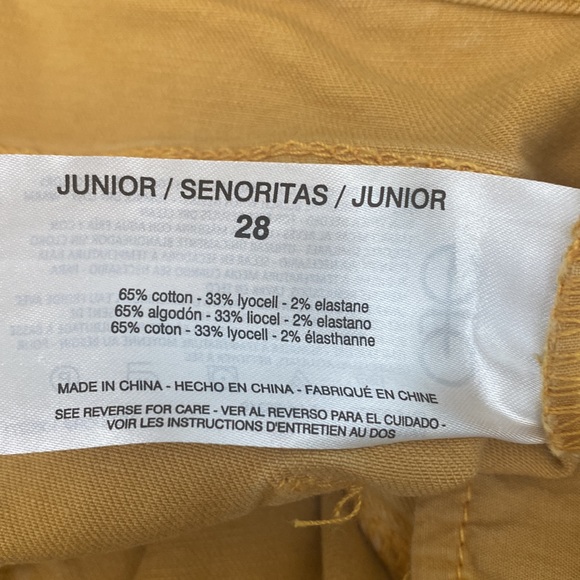 JUNIOR / SENORITAS / JUNIOR
28
65% cotton - 33% lyocell - 2% elastane
65% algodón - 33% liocel - 2% elastano
65% coton - 33% lyocell - 2% élasthanne
MADE IN CHINA - HECHO EN CHINA - FABRIQUÉ EN CHINE
SEE REVERSE FOR CARE - VER AL REVERSO PARA EL CUIDADO -
VOIR LES INSTRUCTIONS D'ENTRETIEN AU DOS